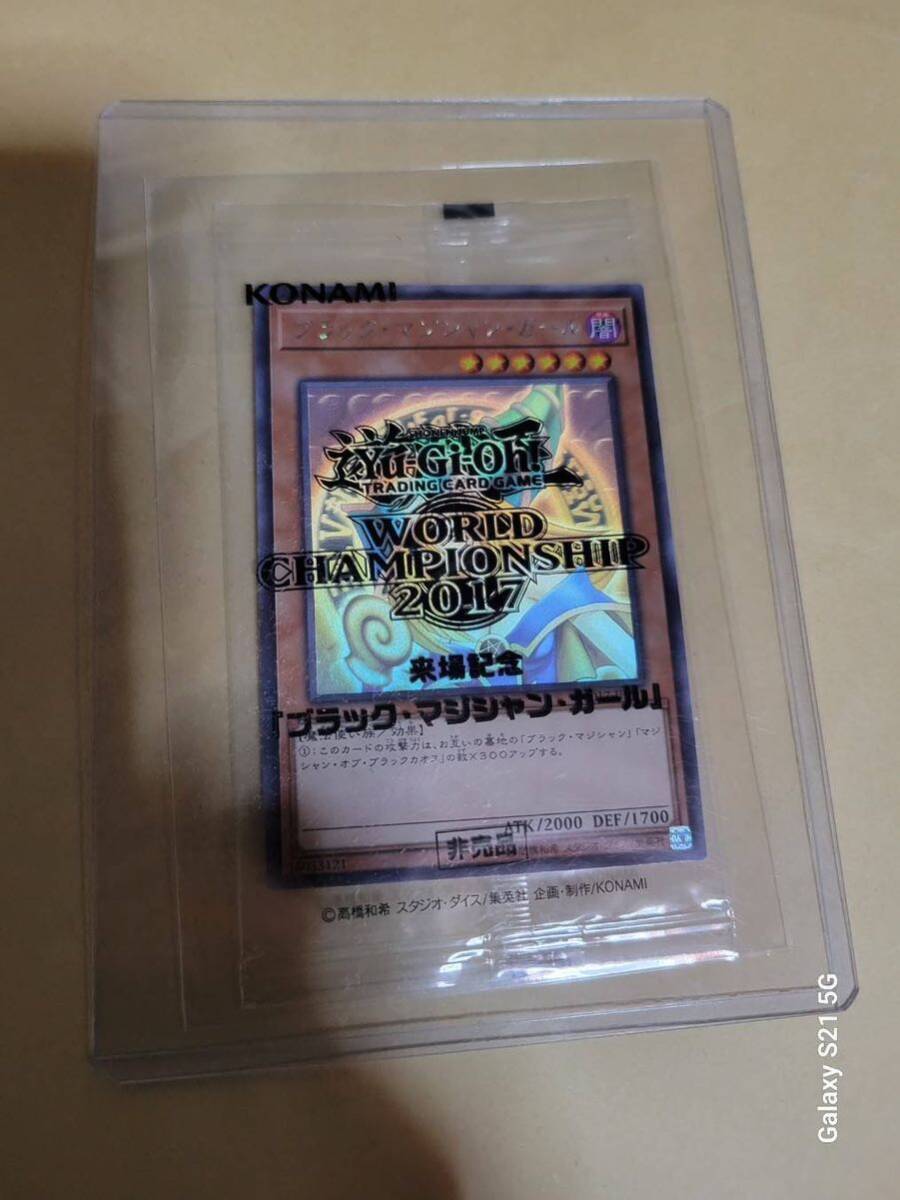 KONAMI
ブラック・マジシャン・ガール
闇
Yu-Gi-Oh!
TRADING CARD GAME
WORLD
CHAMPIONSHIP
2017
来場記念
「ブラック・マジシャン・ガール」
【魔法使い族/効果】
①:このカードの攻撃力は、お互いの墓地の「ブラック・マジシャン」「マジ
シャン・オブ・ブラックカオス」の数×300アップする。
ATK/2000 DEF/1700
非売品
©高橋和希 スタジオ・ダイス/集英社 企画・制作/KONAMI
Galaxy S21 5G